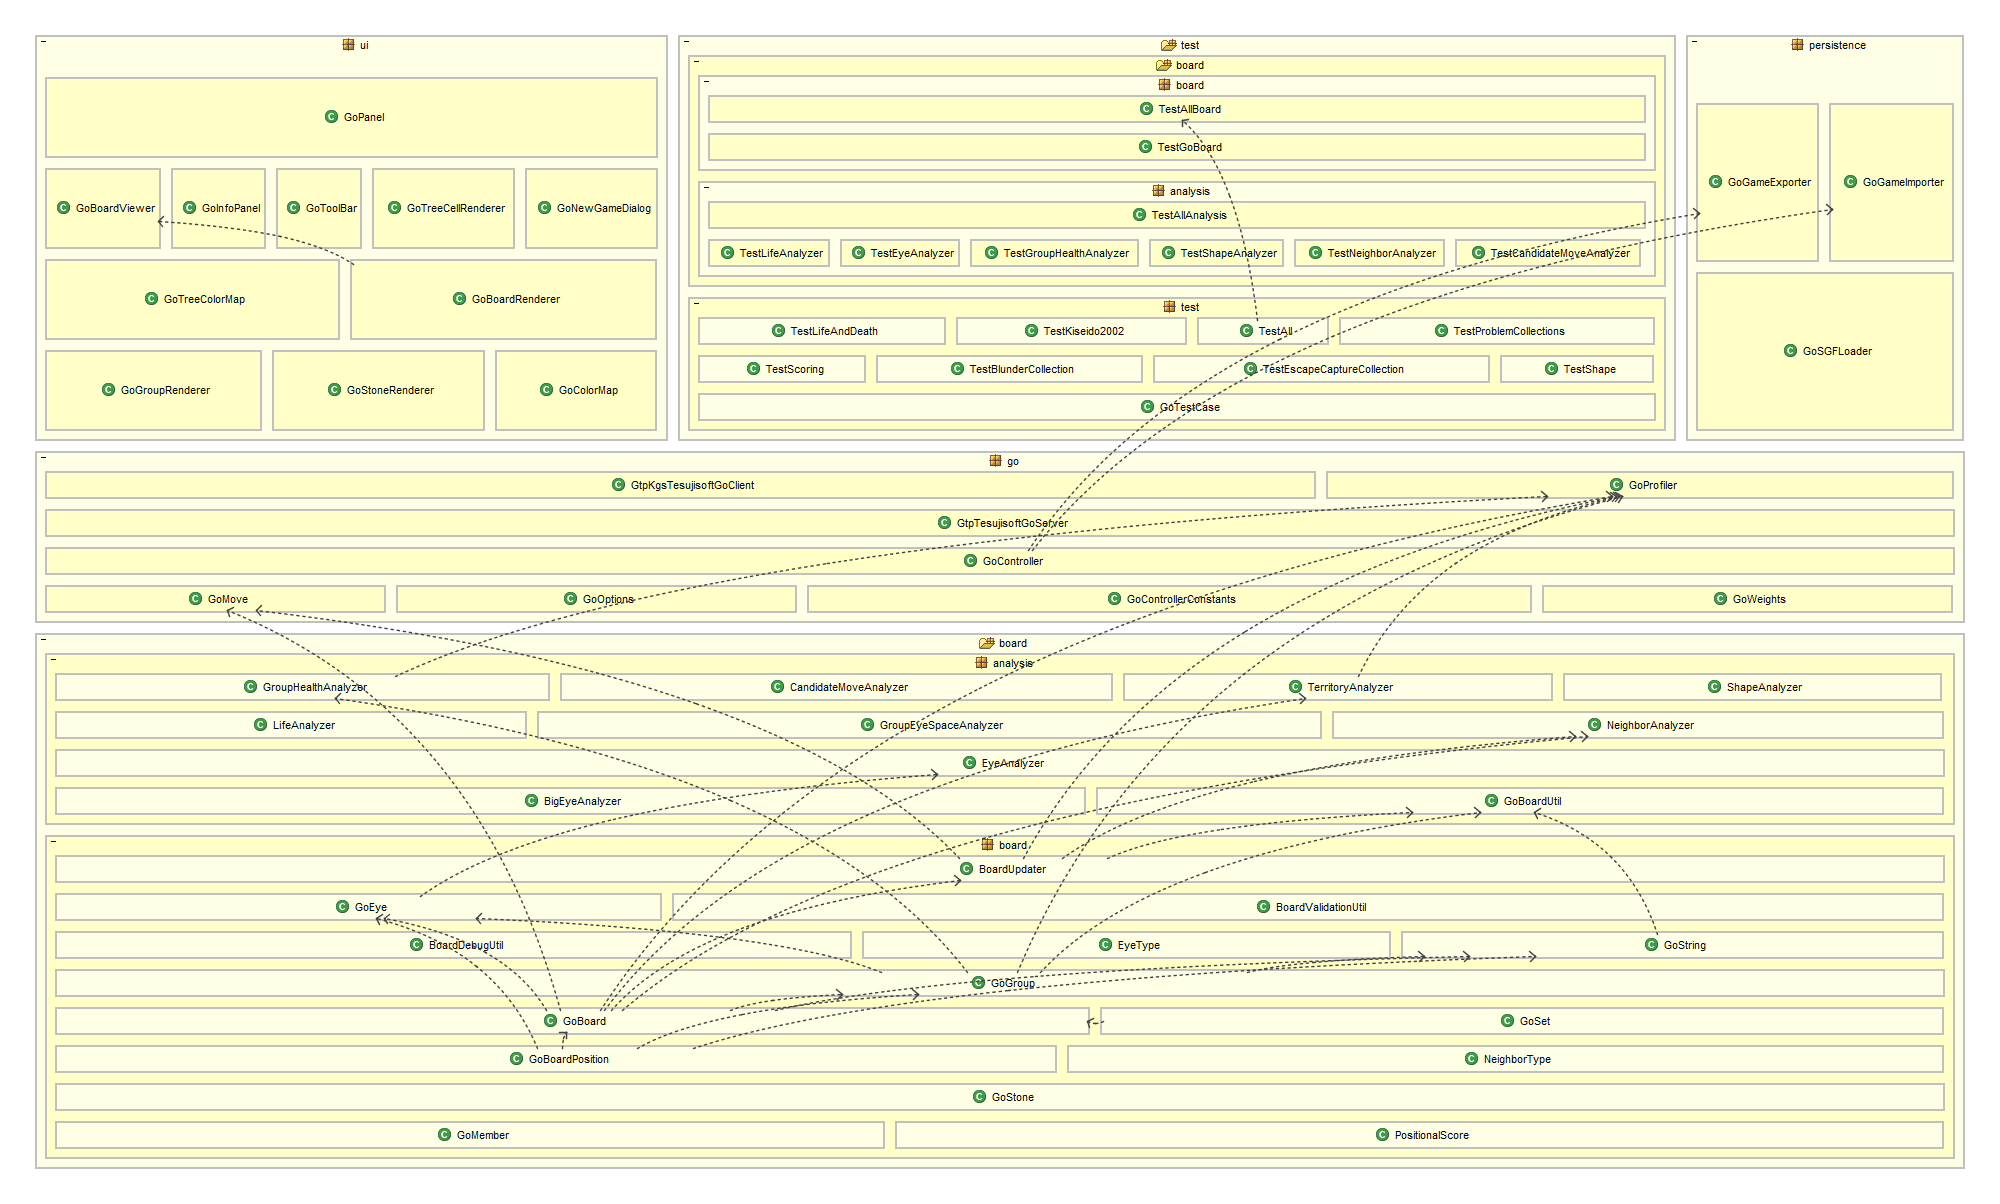 ui
GoPanel
GoBoardViewer
GoInfoPanel
GoToolBar
GoTreeCellRenderer
GoNewGameDialog
GoTreeColorMap
GoBoardRenderer
GoGroupRenderer
GoStoneRenderer
GoColorMap
test
board
board
TestAllBoard
TestGoBoard
analysis
TestAllAnalysis
TestLifeAnalyzer
TestEyeAnalyzer
TestGroupHealthAnalyzer
TestShapeAnalyzer
TestNeighborAnalyzer
TestCandidateMoveAnalyzer
test
TestLifeAndDeath
TestKiseido2002
TestAll
TestProblemCollections
TestScoring
TestBlunderCollection
TestEscapeCaptureCollection
TestShape
GoTestCase
persistence
GoGameExporter
GoGameImporter
GoSGFLoader
go
GtpKgsTesujisoftGoClient
GoProfiler
GtpTesujisoftGoServer
GoController
GoMove
GoOptions
GoControllerConstants
GoWeights
board
analysis
GroupHealthAnalyzer
CandidateMoveAnalyzer
TerritoryAnalyzer
ShapeAnalyzer
LifeAnalyzer
GroupEyeSpaceAnalyzer
NeighborAnalyzer
EyeAnalyzer
BigEyeAnalyzer
GoBoardUtil
board
BoardUpdater
GoEye
BoardValidationUtil
BoardDebugUtil
EyeType
GoString
GoGroup
GoBoard
GoSet
GoBoardPosition
NeighborType
GoStone
GoMember
PositionalScore